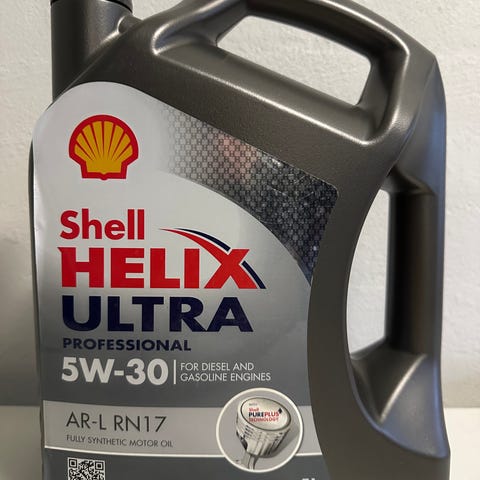 Shell
HELIX
ULTRA
PROFESSIONAL
5W-30
FOR DIESEL AND
GASOLINE ENGINES
AR-L RN17
FULLY SYNTHETIC MOTOR OIL
Shell
PUREPLUS
TECHNOLOGY